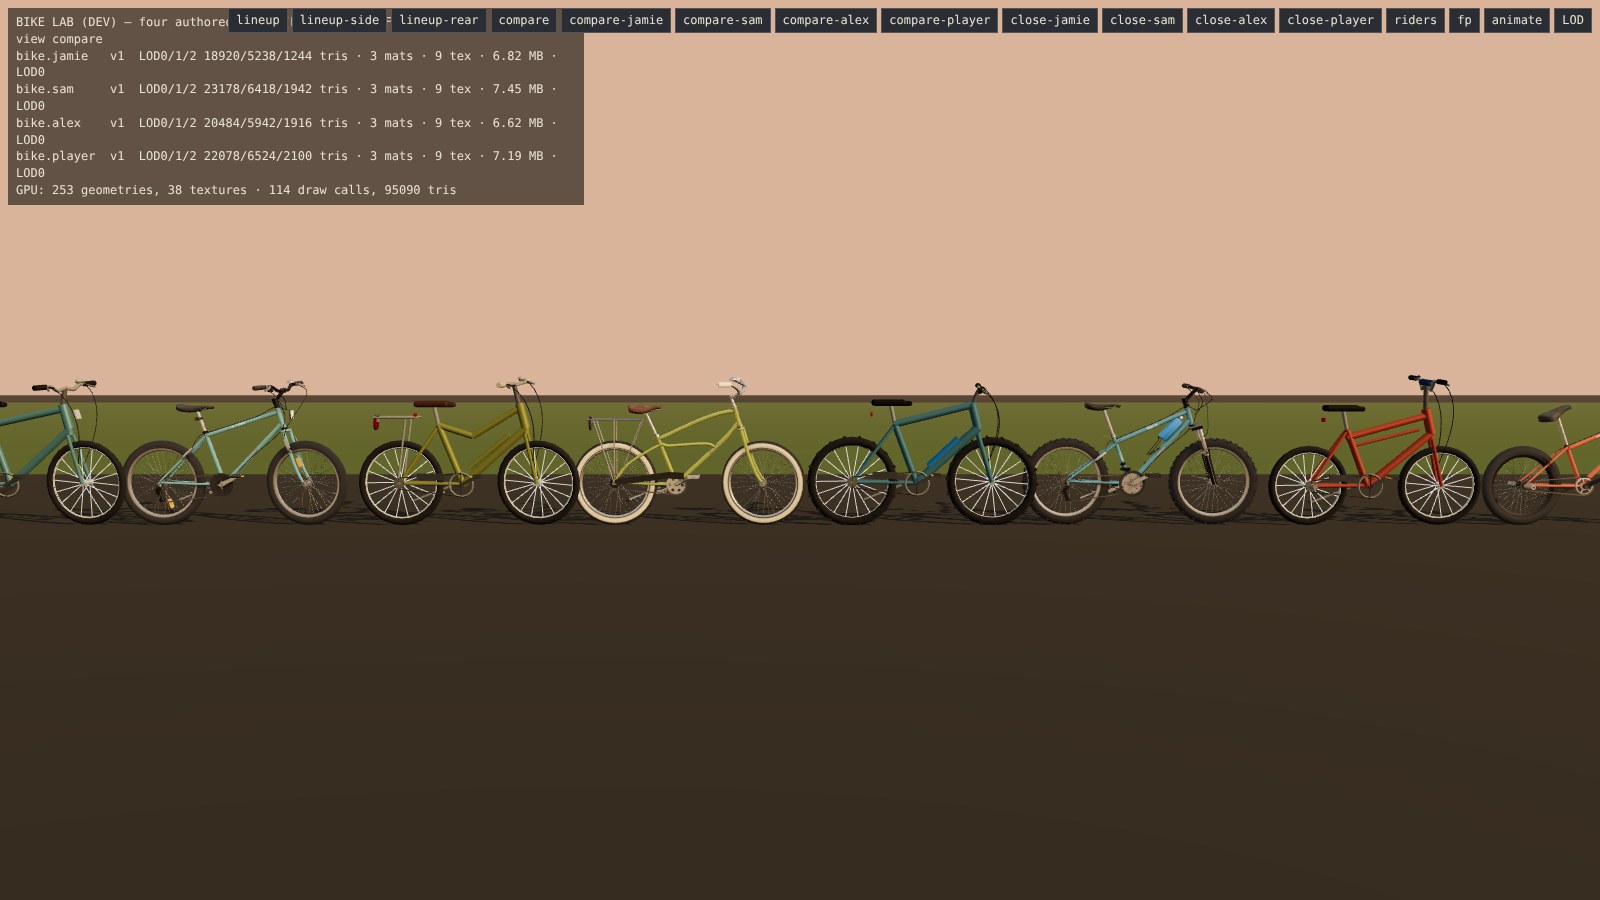 BIKE LAB (DEV) — four authored
lineup lineup-side lineup-rear compare compare-jamie compare-sam compare-alex compare-player close-jamie close-sam close-alex close-player riders fp animate LOD
view compare
bike.jamie v1 LOD0/1/2 18920/5238/1244 tris · 3 mats · 9 tex · 6.82 MB ·
LOD0
bike.sam v1 LOD0/1/2 23178/6418/1942 tris · 3 mats · 9 tex · 7.45 MB ·
LOD0
bike.alex v1 LOD0/1/2 20484/5942/1916 tris · 3 mats · 9 tex · 6.62 MB ·
LOD0
bike.player v1 LOD0/1/2 22078/6524/2100 tris · 3 mats · 9 tex · 7.19 MB ·
LOD0
GPU: 253 geometries, 38 textures · 114 draw calls, 95090 tris